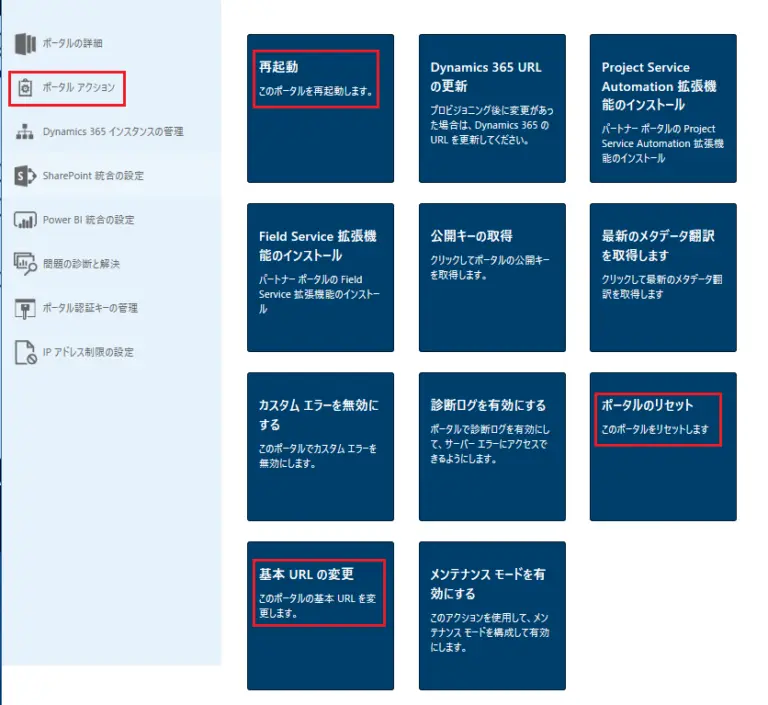 ポータルの詳細
ポータル アクション
Dynamics 365 インスタンスの管理
SharePoint 統合の設定
Power BI 統合の設定
問題の診断と解決
ポータル認証キーの管理
IP アドレス制限の設定
再起動
このポータルを再起動します。
Dynamics 365 URL
の更新
プロビジョニング後に変更があっ
た場合は、Dynamics 365 の
URL を更新してください。
Project Service
Automation 拡張機
能のインストール
パートナー ポータルの Project
Service Automation 拡張機
能のインストール
Field Service 拡張機
能のインストール
パートナー ポータルの Field
Service 拡張機能のインストー
ル
公開キーの取得
クリックしてポータルの公開キー
を取得します。
最新のメタデータ翻訳
を取得します
クリックして最新のメタデータ翻
訳を取得します
カスタム エラーを無効に
する
このポータルでカスタム エラーを
無効にします。
診断ログを有効にする
ポータルで診断ログを有効にし
て、サーバー エラーにアクセスで
きるようにします。
ポータルのリセット
このポータルをリセットします
基本 URL の変更
このポータルの基本 URL を変
更します。
メンテナンス モードを有
効にする
このアクションを使用して、メン
テナンス モードを構成して有効
にします。